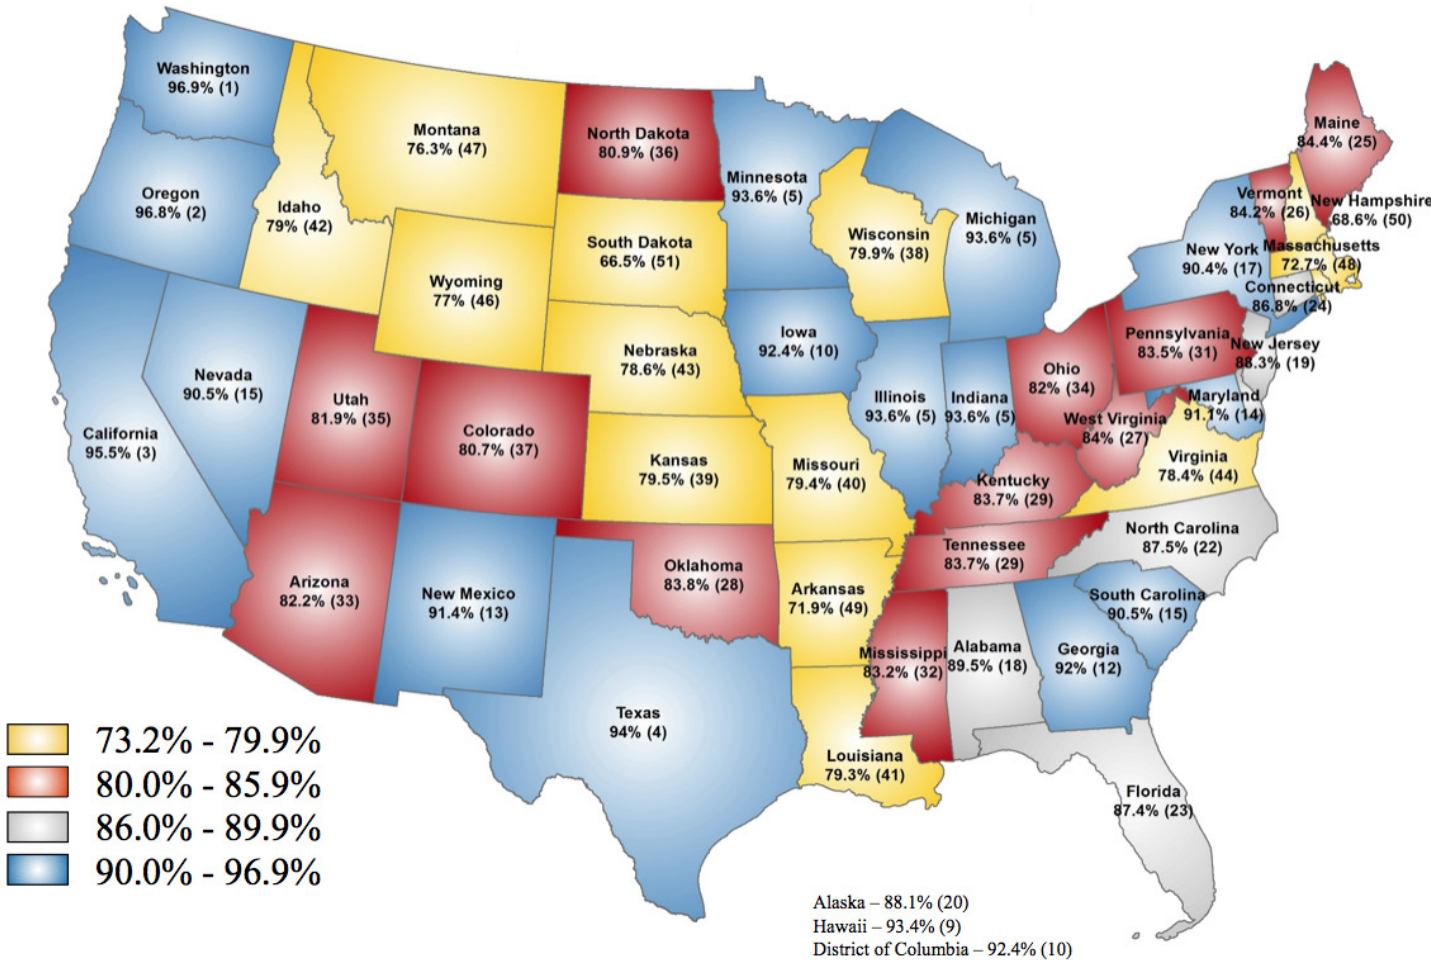 Washington
96.9% (1)
Oregon
96.8% (2)
California
95.5% (3)
Nevada
90.5% (15)
Idaho
79% (42)
Montana
76.3% (47)
Wyoming
77% (46)
Utah
81.9% (35)
Colorado
80.7% (37)
Arizona
82.2% (33)
New Mexico
91.4% (13)
North Dakota
80.9% (36)
South Dakota
66.5% (51)
Nebraska
78.6% (43)
Kansas
79.5% (39)
Oklahoma
83.8% (28)
Texas
94% (4)
Minnesota
93.6% (5)
Iowa
92.4% (10)
Missouri
79.4% (40)
Arkansas
71.9% (49)
Louisiana
79.3% (41)
Wisconsin
79.9% (38)
Illinois
93.6% (5)
Michigan
93.6% (5)
Indiana
93.6% (5)
Ohio
82% (34)
Kentucky
83.7% (29)
Tennessee
83.7% (29)
Mississippi
83.2% (32)
Alabama
89.5% (18)
Georgia
92% (12)
Florida
87.4% (23)
South Carolina
90.5% (15)
North Carolina
87.5% (22)
Virginia
78.4% (44)
West Virginia
84% (27)
Maryland
91.1% (14)
Pennsylvania
83.5% (31)
New Jersey
88.3% (19)
New York
90.4% (17)
Connecticut
86.8% (24)
Massachusetts
72.7% (48)
Vermont
84.2% (26)
New Hampshire
68.6% (50)
Maine
84.4% (25)
73.2% - 79.9%
80.0% - 85.9%
86.0% - 89.9%
90.0% - 96.9%
Alaska – 88.1% (20)
Hawaii – 93.4% (9)
District of Columbia – 92.4% (10)